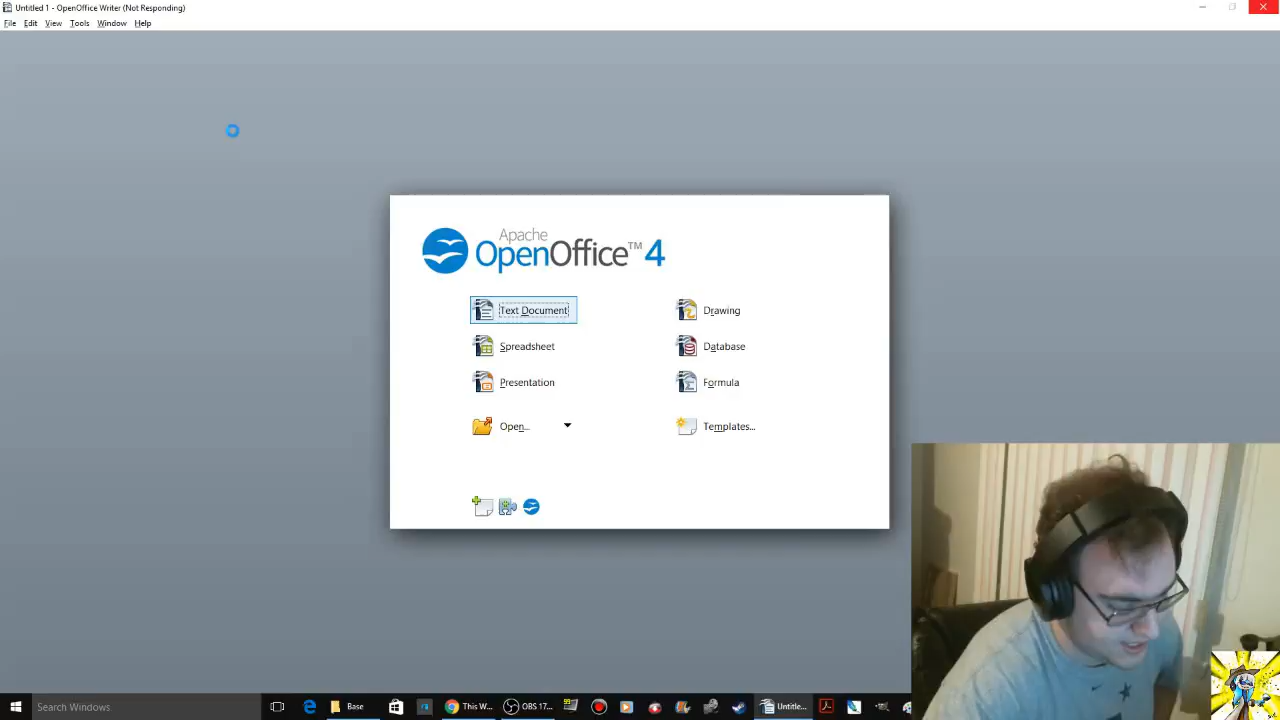 Untitled 1 - OpenOffice Writer (Not Responding)
File Edit View Tools Window Help
Apache
OpenOffice™ 4
Text Document
Drawing
Spreadsheet
Database
Presentation
Formula
Open...
Templates...
Search Windows
Base
This W...
OBS 17...
Untitle...